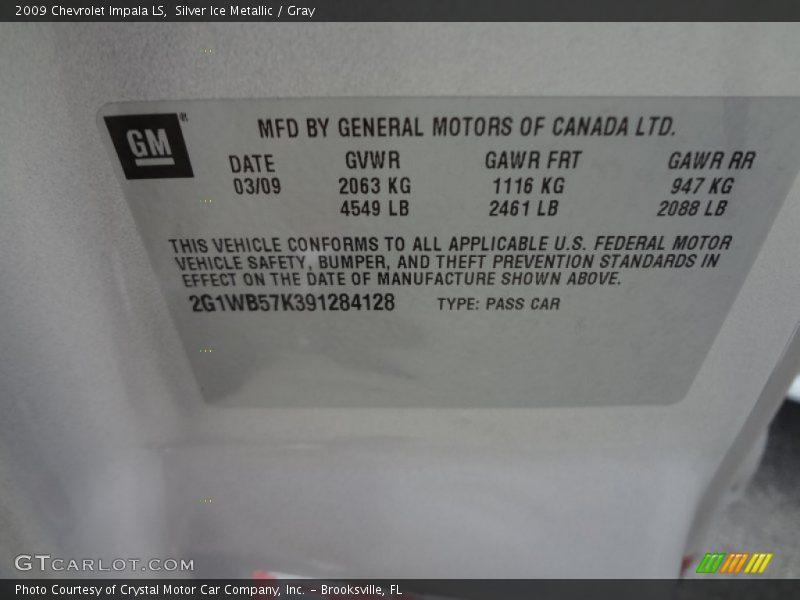 2009 Chevrolet Impala LS, Silver Ice Metallic / Gray
GM®
MFD BY GENERAL MOTORS OF CANADA LTD.
DATE GVWR GAWR FRT GAWR RR
03/09 2063 KG 1116 KG 947 KG
4549 LB 2461 LB 2088 LB
THIS VEHICLE CONFORMS TO ALL APPLICABLE U.S. FEDERAL MOTOR
VEHICLE SAFETY, BUMPER, AND THEFT PREVENTION STANDARDS IN
EFFECT ON THE DATE OF MANUFACTURE SHOWN ABOVE.
2G1WB57K391284128 TYPE: PASS CAR
GTCARLOT.COM
Photo Courtesy of Crystal Motor Car Company, Inc. – Brooksville, FL